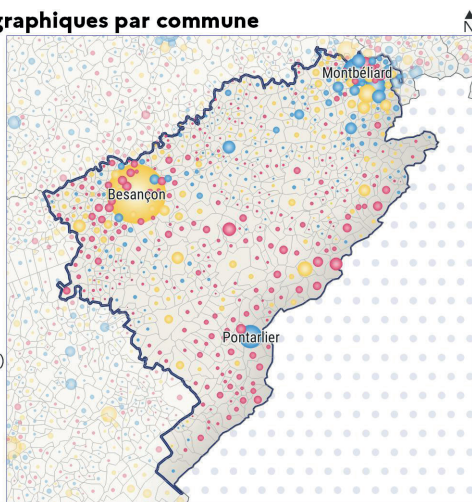 graphiques par commune
N
Montbéliard
Besançon
Pontarlier
)